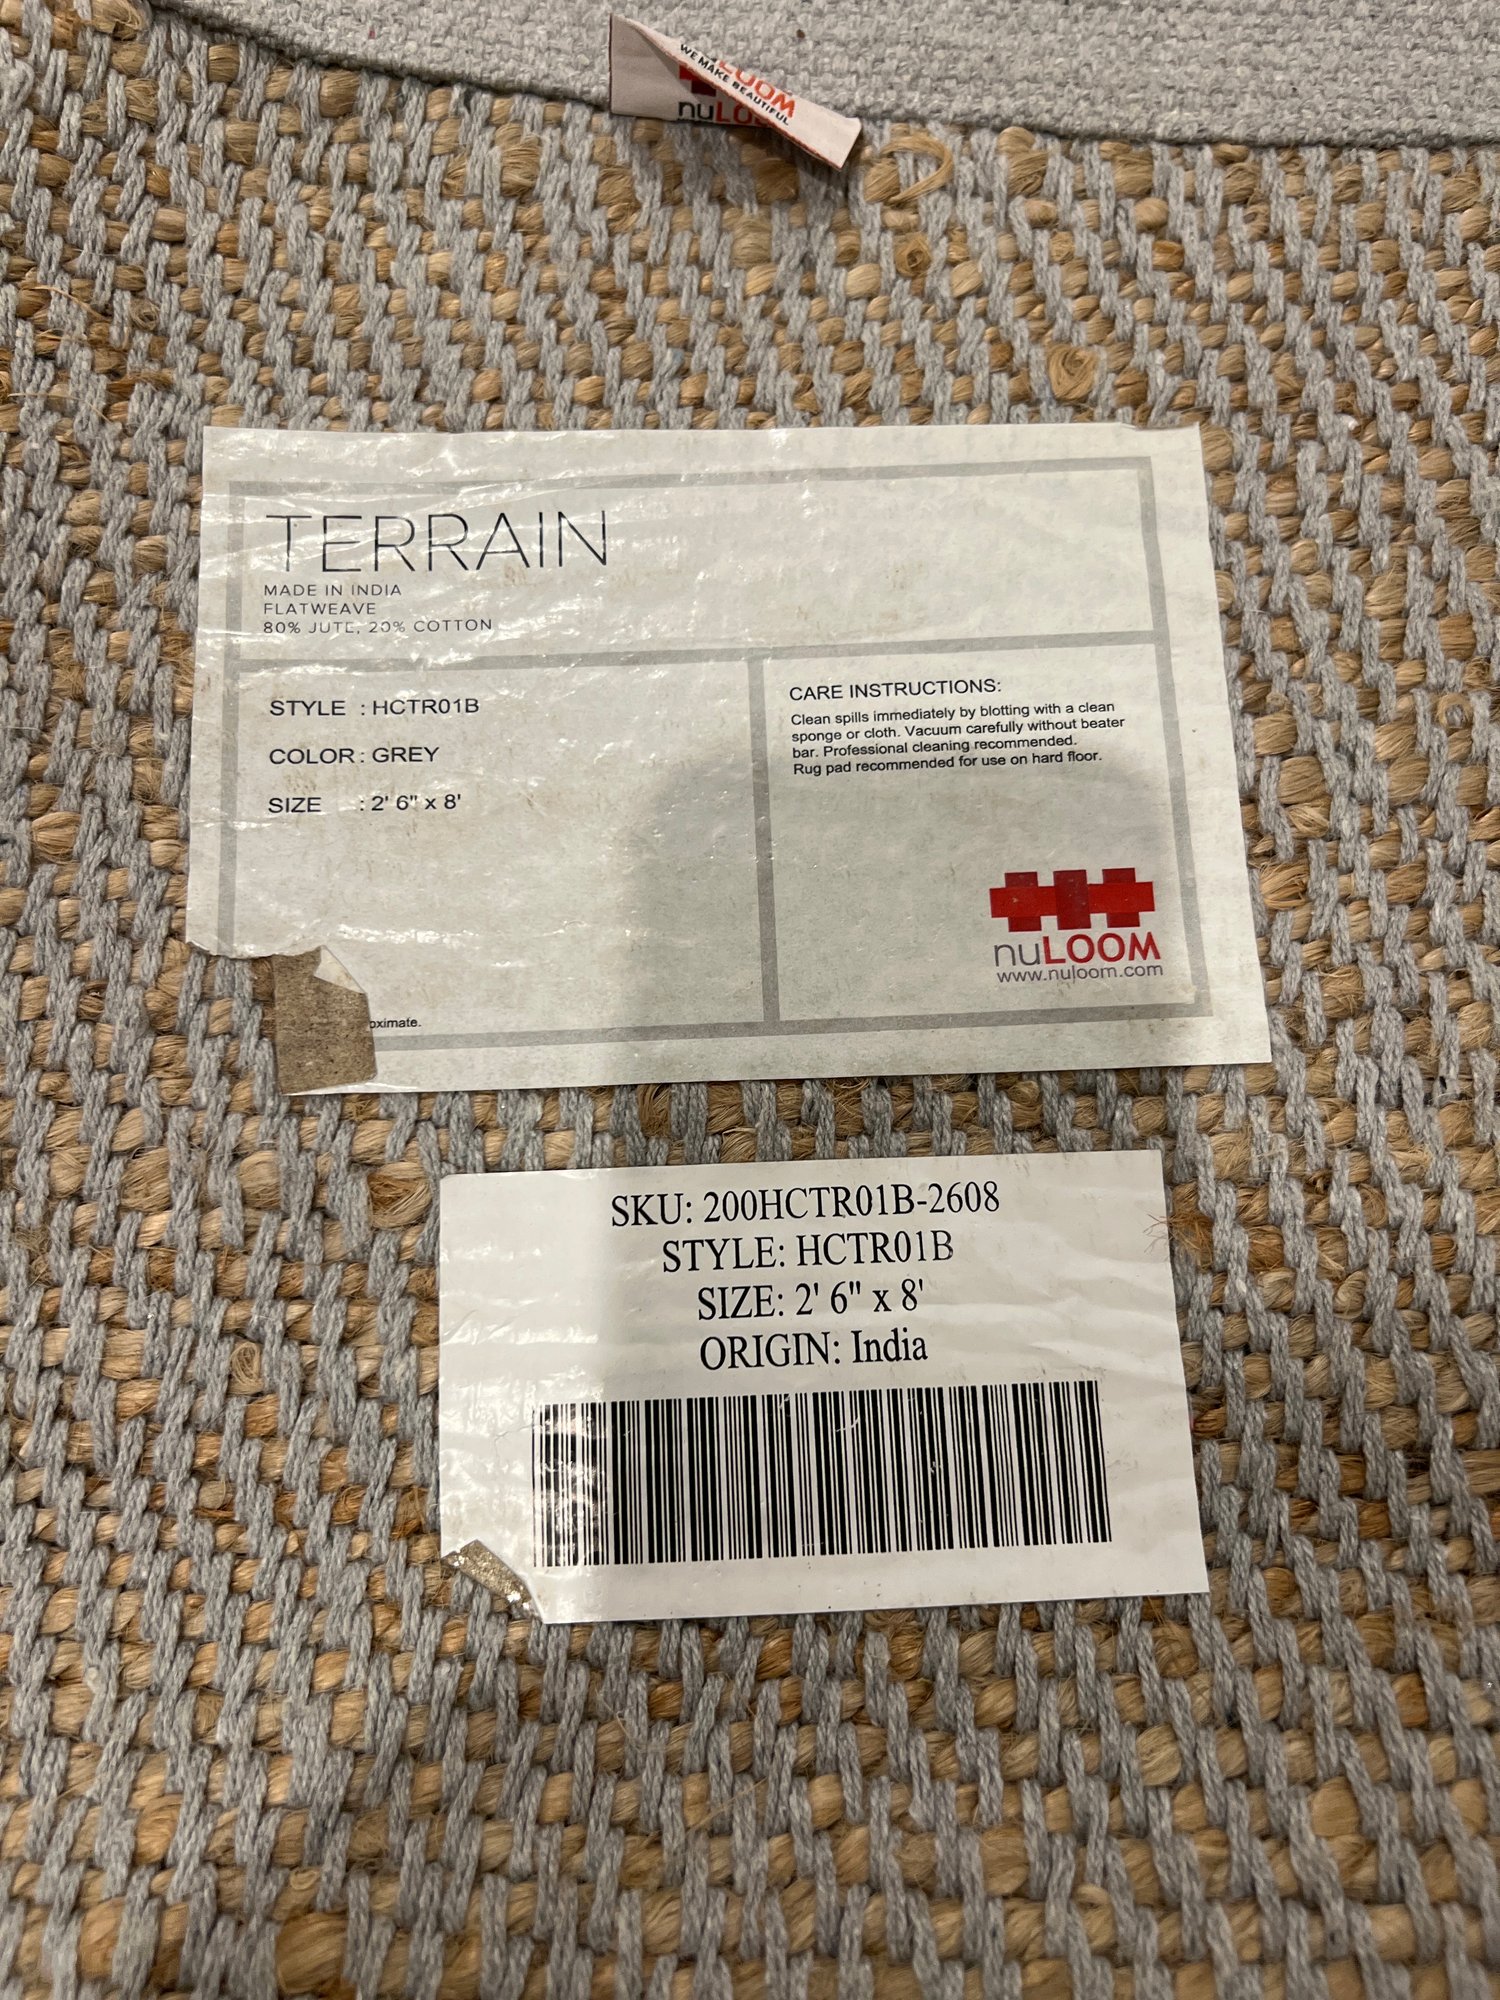 LOOM
WE MAKE BEAUTIFUL
nuLO
TERRAIN
MADE IN INDIA
FLATWEAVE
80% JUTE, 20% COTTON
STYLE : HCTR01B
COLOR : GREY
SIZE : 2' 6" x 8'
oximate.
CARE INSTRUCTIONS:
Clean spills immediately by blotting with a clean
sponge or cloth. Vacuum carefully without beater
bar. Professional cleaning recommended.
Rug pad recommended for use on hard floor.
nuLOOM
www.nuloom.com
SKU: 200HCTR01B-2608
STYLE: HCTR01B
SIZE: 2' 6" x 8'
ORIGIN: India